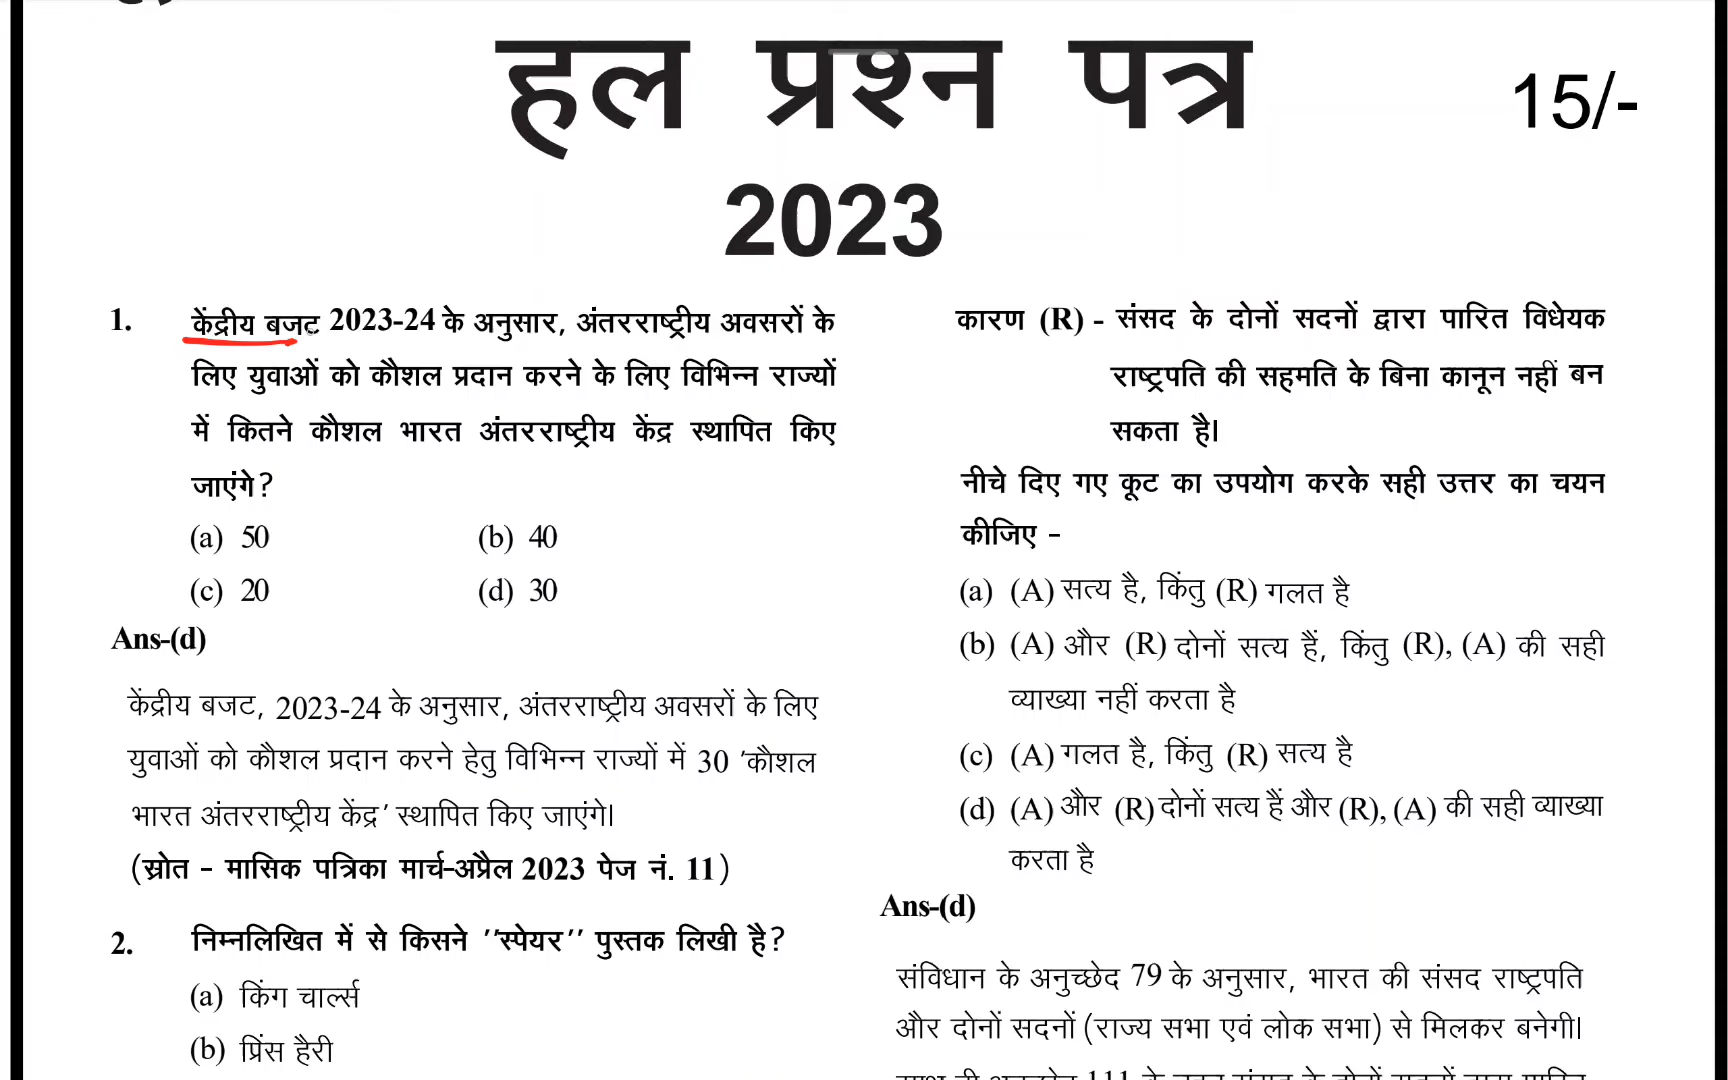 हल प्रश्न पत्र
15/-
2023
1. केंद्रीय बजट 2023-24 के अनुसार, अंतरराष्ट्रीय अवसरों के
लिए युवाओं को कौशल प्रदान करने के लिए विभिन्न राज्यों
में कितने कौशल भारत अंतरराष्ट्रीय केंद्र स्थापित किए
जाएंगे?
(a) 50 (b) 40
(c) 20 (d) 30
Ans-(d)
केंद्रीय बजट, 2023-24 के अनुसार, अंतरराष्ट्रीय अवसरों के लिए
युवाओं को कौशल प्रदान करने हेतु विभिन्न राज्यों में 30 'कौशल
भारत अंतरराष्ट्रीय केंद्र' स्थापित किए जाएंगे।
(स्रोत - मासिक पत्रिका मार्च-अप्रैल 2023 पेज नं. 11)
2. निम्नलिखित में से किसने ''स्पेयर'' पुस्तक लिखी है?
(a) किंग चार्ल्स
(b) प्रिंस हैरी
कारण (R) - संसद के दोनों सदनों द्वारा पारित विधेयक
राष्ट्रपति की सहमति के बिना कानून नहीं बन
सकता है।
नीचे दिए गए कूट का उपयोग करके सही उत्तर का चयन
कीजिए -
(a) (A) सत्य है, किंतु (R) गलत है
(b) (A) और (R) दोनों सत्य हैं, किंतु (R), (A) की सही
व्याख्या नहीं करता है
(c) (A) गलत है, किंतु (R) सत्य है
(d) (A) और (R) दोनों सत्य हैं और (R), (A) की सही व्याख्या
करता है
Ans-(d)
संविधान के अनुच्छेद 79 के अनुसार, भारत की संसद राष्ट्रपति
और दोनों सदनों (राज्य सभा एवं लोक सभा) से मिलकर बनेगी।